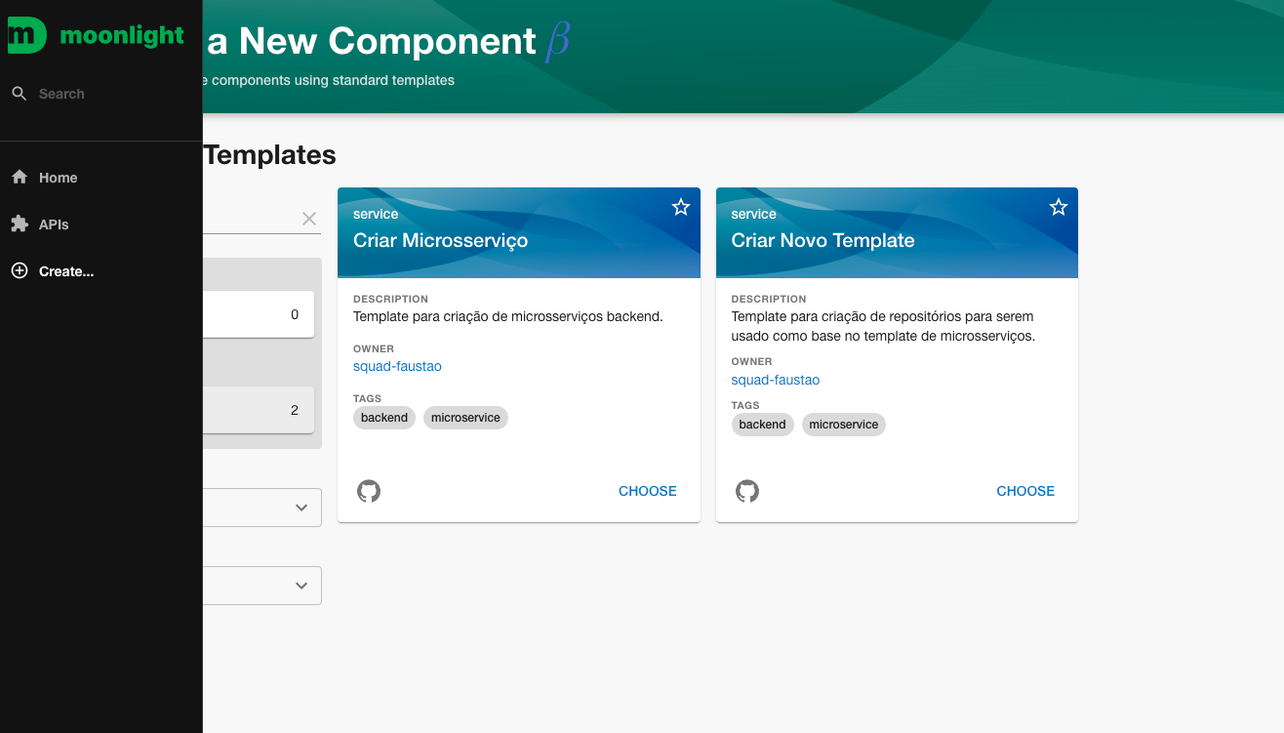 moonlight
Search
Home
APIs
Create...
a New Component β
e components using standard templates
Templates
0
2
service
Criar Microsserviço
DESCRIPTION
Template para criação de microsserviços backend.
OWNER
squad-faustao
TAGS
backend microservice
CHOOSE
service
Criar Novo Template
DESCRIPTION
Template para criação de repositórios para serem
usado como base no template de microsserviços.
OWNER
squad-faustao
TAGS
backend microservice
CHOOSE